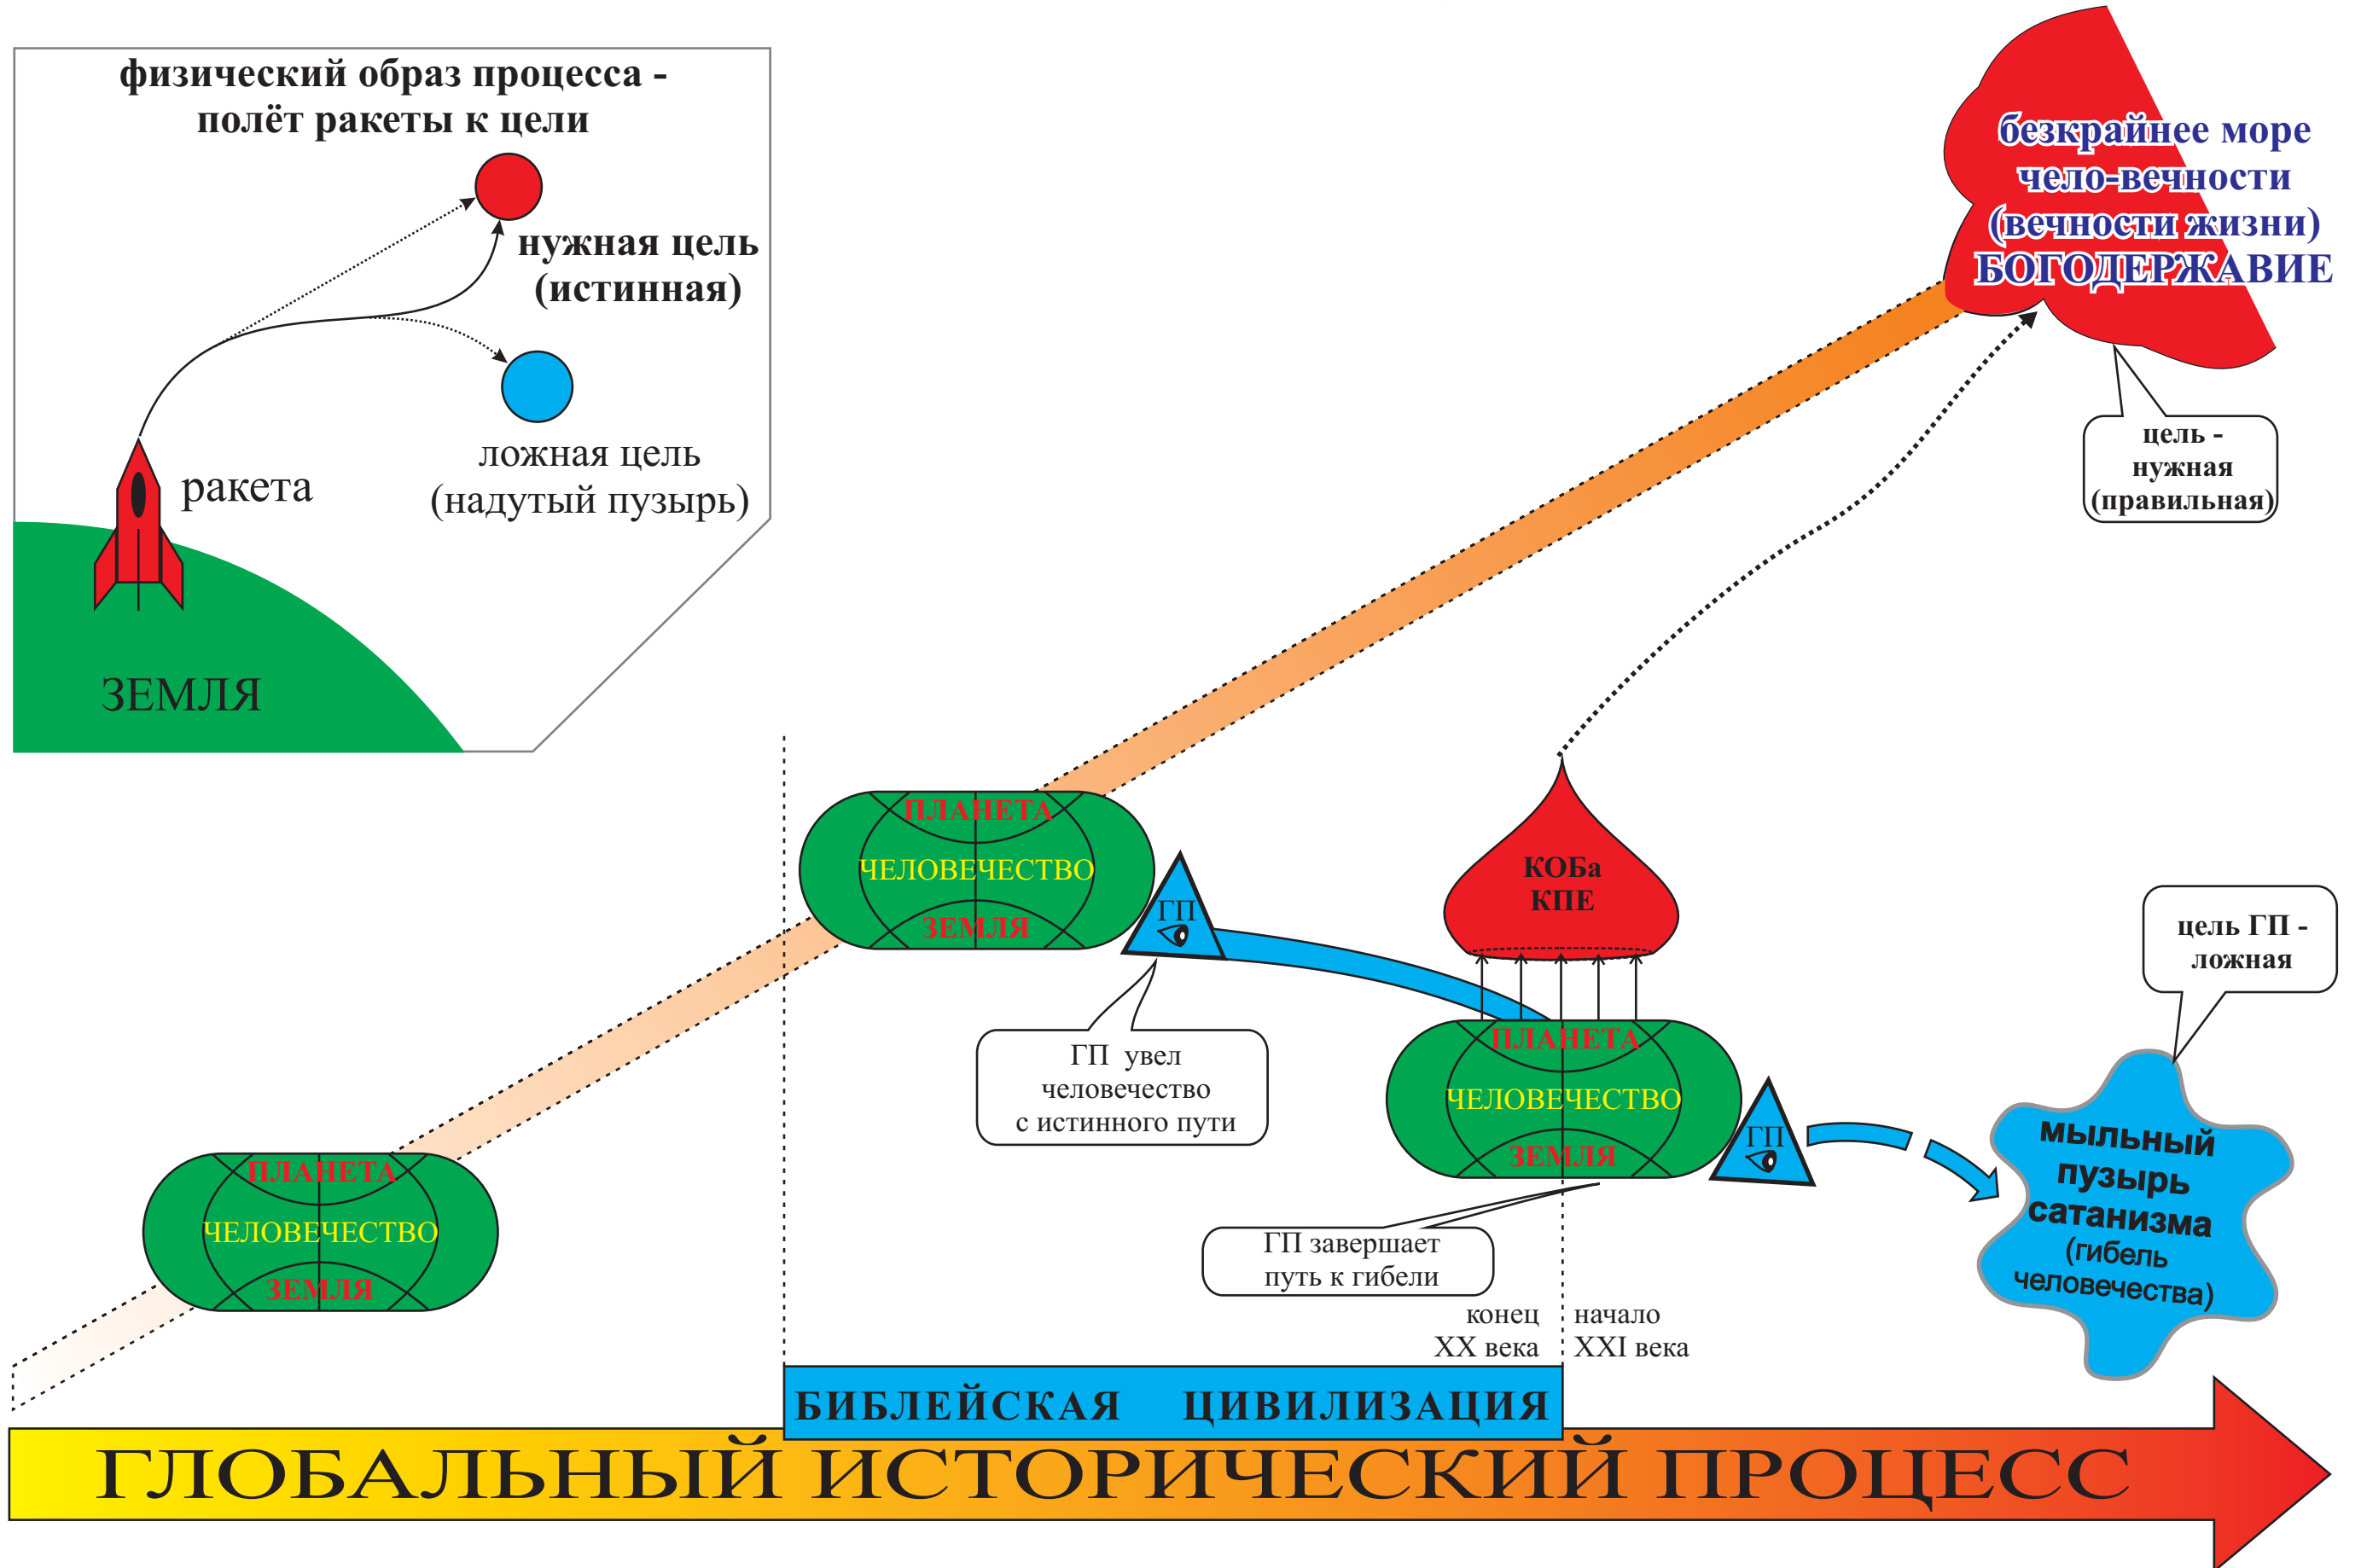 физический образ процесса -
полёт ракеты к цели
нужная цель
(истинная)
ложная цель
(надутый пузырь)
ракета
ЗЕМЛЯ
безкрайнее море
чело-вечности
(вечности жизни)
БОГОДЕРЖАВИЕ
цель -
нужная
(правильная)
ПЛАНЕТА
ЧЕЛОВЕЧЕСТВО
ЗЕМЛЯ
ГП
ГП увел
человечество
с истинного пути
КОБа
КПЕ
ПЛАНЕТА
ЧЕЛОВЕЧЕСТВО
ЗЕМЛЯ
ГП
цель ГП -
ложная
мыльный
пузырь
сатанизма
(гибель
человечества)
ПЛАНЕТА
ЧЕЛОВЕЧЕСТВО
ЗЕМЛЯ
ГП завершает
путь к гибели
конец
XX века
начало
XXI века
БИБЛЕЙСКАЯ ЦИВИЛИЗАЦИЯ
ГЛОБАЛЬНЫЙ ИСТОРИЧЕСКИЙ ПРОЦЕСС